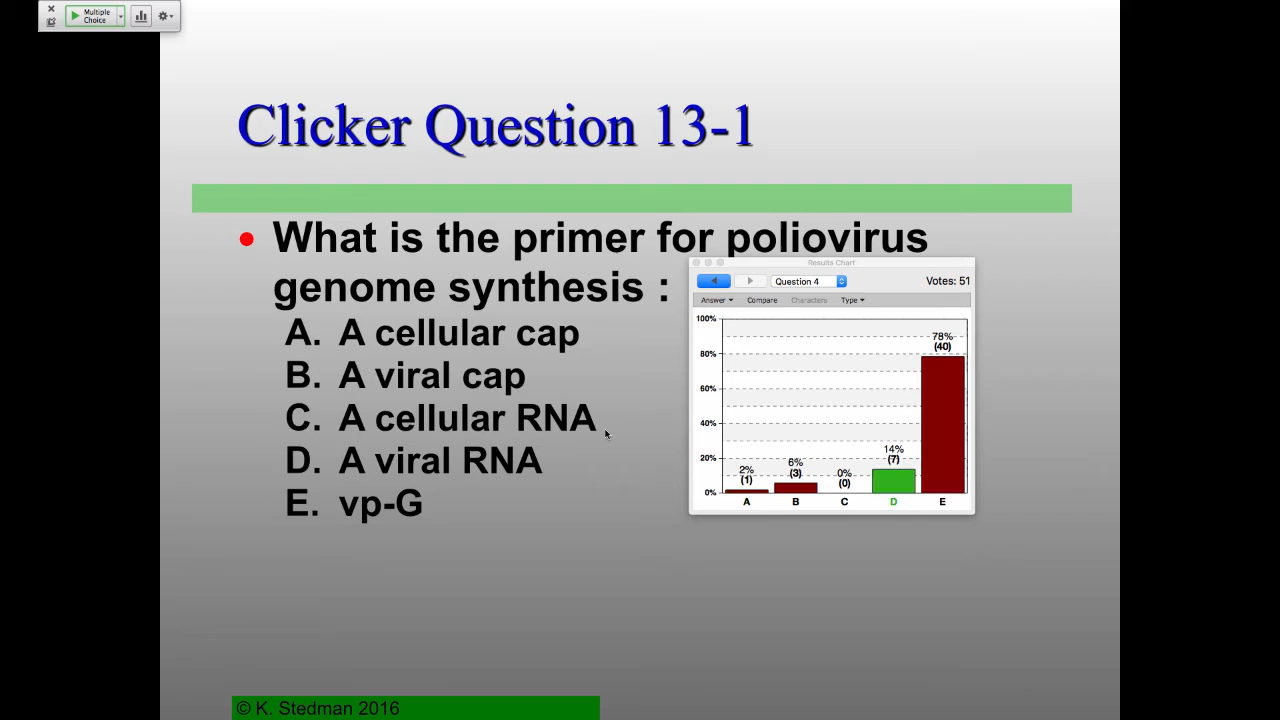 Multiple
Choice
Clicker Question 13-1
What is the primer for poliovirus
genome synthesis :
A. A cellular cap
B. A viral cap
C. A cellular RNA
D. A viral RNA
E. vp-G
Results Chart
Question 4
Votes: 51
Answer Compare Characters Type
100%
80%
60%
40%
20%
0%
2%
(1)
6%
(3)
0%
(0)
14%
(7)
78%
(40)
A B C D E
© K. Stedman 2016